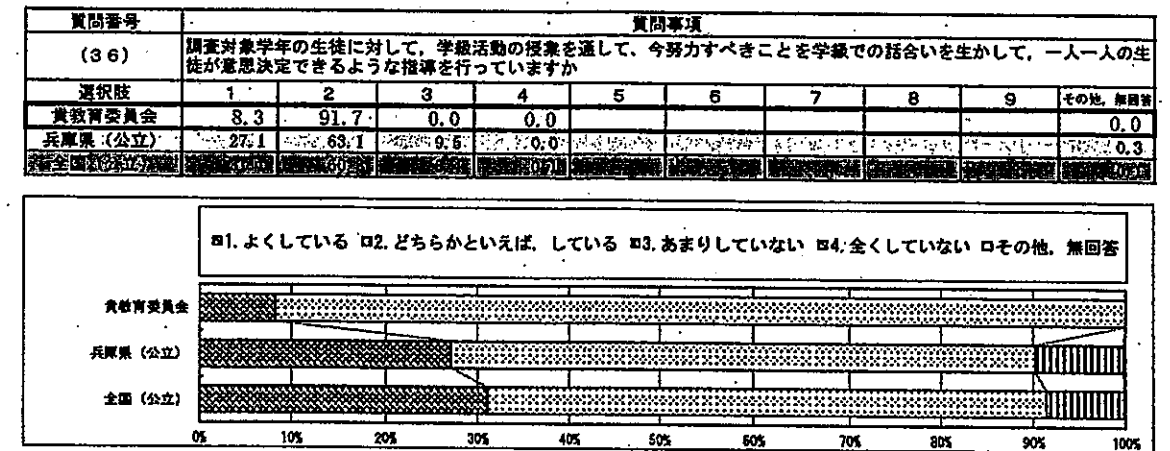 質問番号 質問事項
(36) 調査対象学年の生徒に対して，学級活動の授業を通して，今努力すべきことを学級での話合いを生かして，一人一人の生
徒が意思決定できるような指導を行っていますか
選択肢 1 2 3 4 5 6 7 8 9 その他，無回答
貴教育委員会 8.3 91.7 0.0 0.0 0.0
兵庫県（公立） 27.1 63.1 9.5 0.0 0.3
全国（公立）
1.よくしている 2.どちらかといえば，している 3.あまりしていない 4.全くしていない その他，無回答
貴教育委員会
兵庫県（公立）
全国（公立）
0% 10% 20% 30% 40% 50% 60% 70% 80% 90% 100%